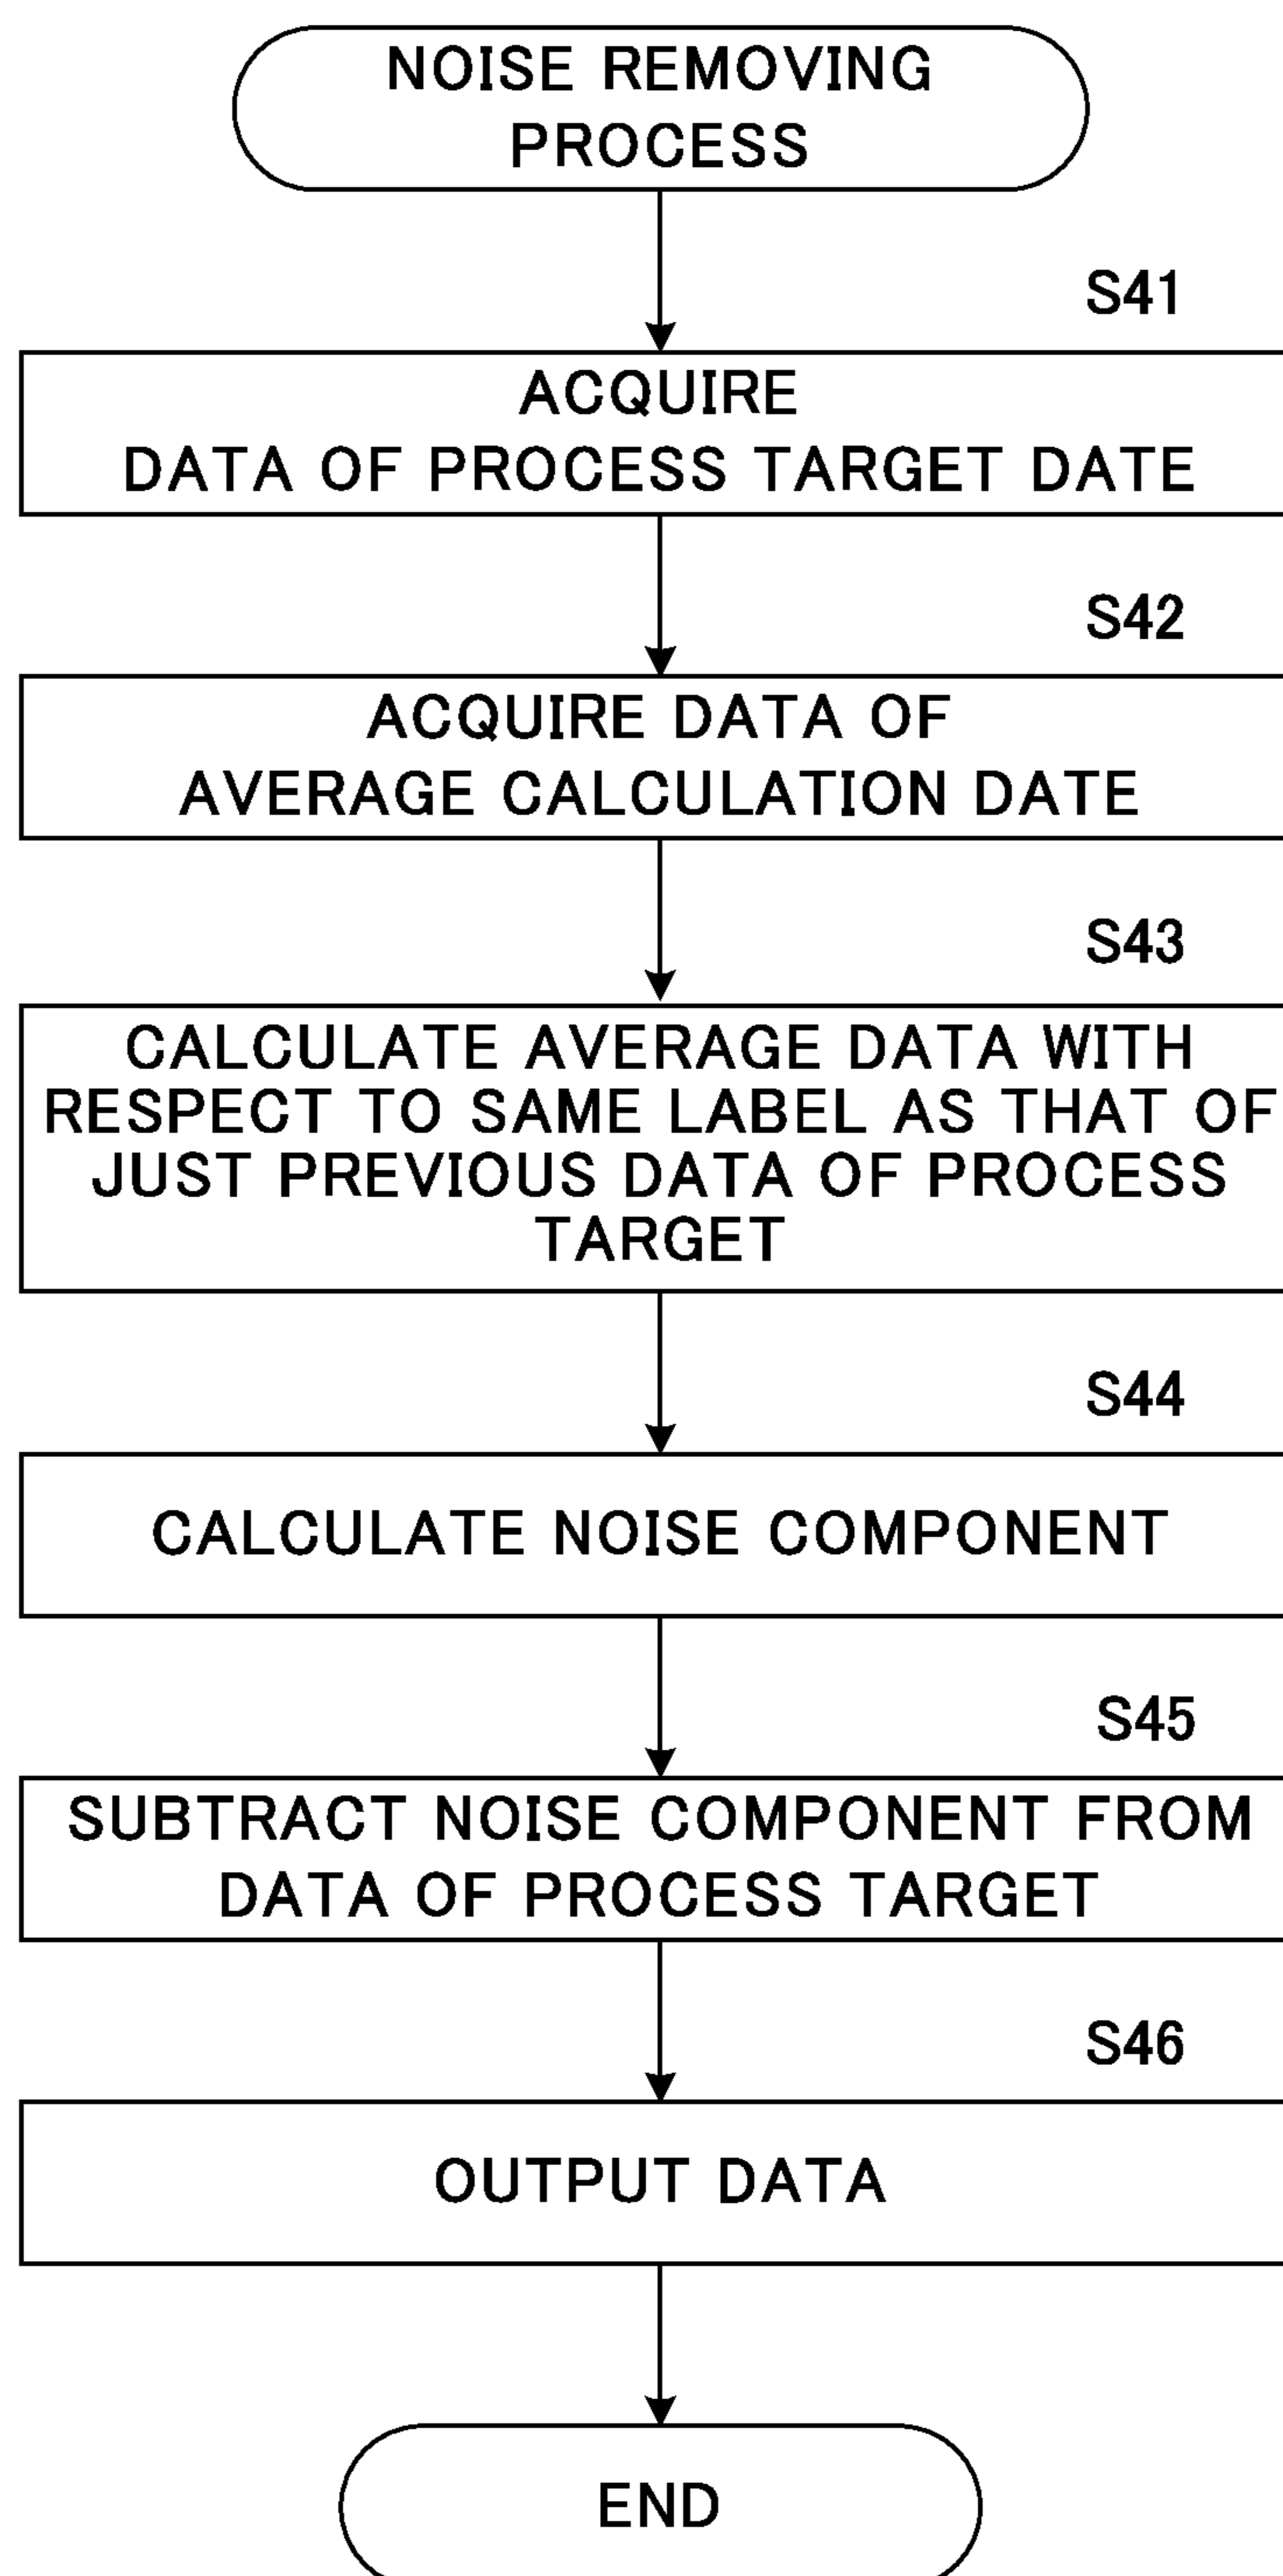 NOISE REMOVING
PROCESS
S41
ACQUIRE
DATA OF PROCESS TARGET DATE
S42
ACQUIRE DATA OF
AVERAGE CALCULATION DATE
S43
CALCULATE AVERAGE DATA WITH
RESPECT TO SAME LABEL AS THAT OF
JUST PREVIOUS DATA OF PROCESS
TARGET
S44
CALCULATE NOISE COMPONENT
S45
SUBTRACT NOISE COMPONENT FROM
DATA OF PROCESS TARGET
S46
OUTPUT DATA
END